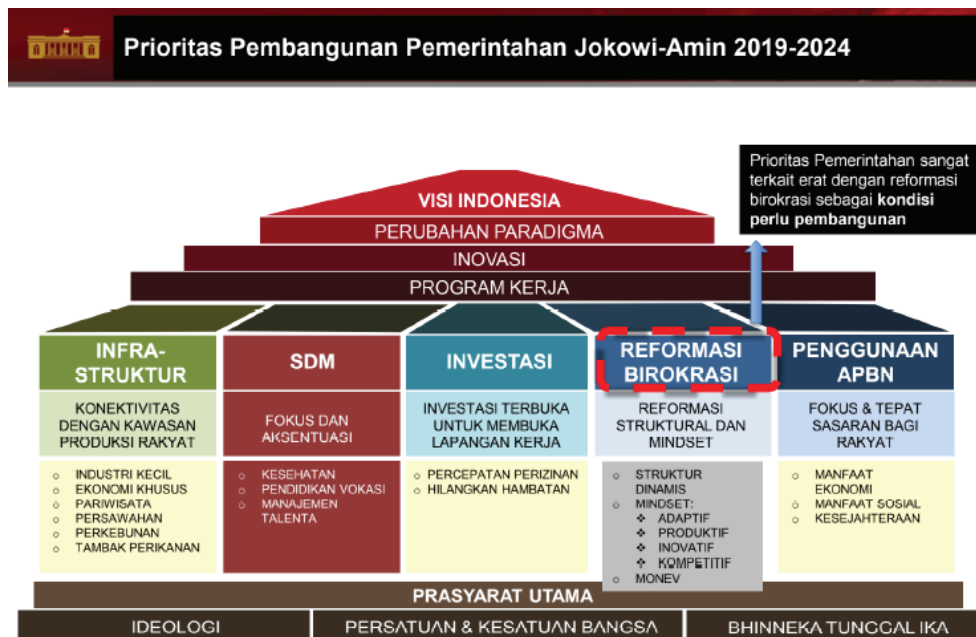 Prioritas Pembangunan Pemerintahan Jokowi-Amin 2019-2024
Prioritas Pemerintahan sangat
terkait erat dengan reformasi
birokrasi sebagai kondisi
perlu pembangunan
VISI INDONESIA
PERUBAHAN PARADIGMA
INOVASI
PROGRAM KERJA
INFRA-
STRUKTUR
KONEKTIVITAS
DENGAN KAWASAN
PRODUKSI RAKYAT
o INDUSTRI KECIL
o EKONOMI KHUSUS
o PARIWISATA
o PERSAWAHAN
o PERKEBUNAN
o TAMBAK PERIKANAN
SDM
FOKUS DAN
AKSENTUASI
o KESEHATAN
o PENDIDIKAN VOKASI
o MANAJEMEN
TALENTA
INVESTASI
INVESTASI TERBUKA
UNTUK MEMBUKA
LAPANGAN KERJA
o PERCEPATAN PERIZINAN
o HILANGKAN HAMBATAN
REFORMASI
BIROKRASI
REFORMASI
STRUKTURAL DAN
MINDSET
o STRUKTUR
DINAMIS
o MINDSET:
❖ ADAPTIF
❖ PRODUKTIF
❖ INOVATIF
❖ KOMPETITIF
o MONEV
PENGGUNAAN
APBN
FOKUS & TEPAT
SASARAN BAGI
RAKYAT
o MANFAAT
EKONOMI
o MANFAAT SOSIAL
o KESEJAHTERAAN
PRASYARAT UTAMA
IDEOLOGI
PERSATUAN & KESATUAN BANGSA
BHINNEKA TUNGGAL IKA